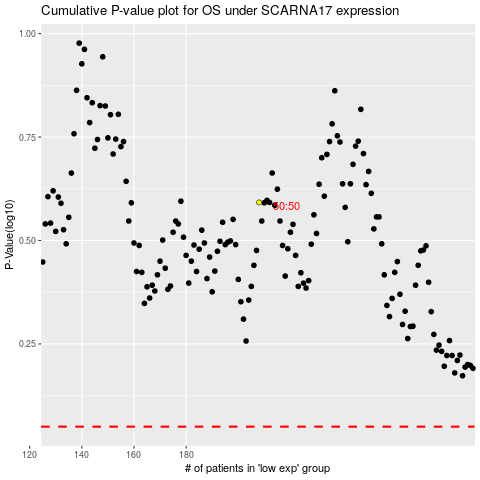 Cumulative P-value plot for OS under SCARNA17 expression
P-Value(log10)
1.00
0.75
0.50
0.25
50:50
120 140 160 180
# of patients in 'low exp' group